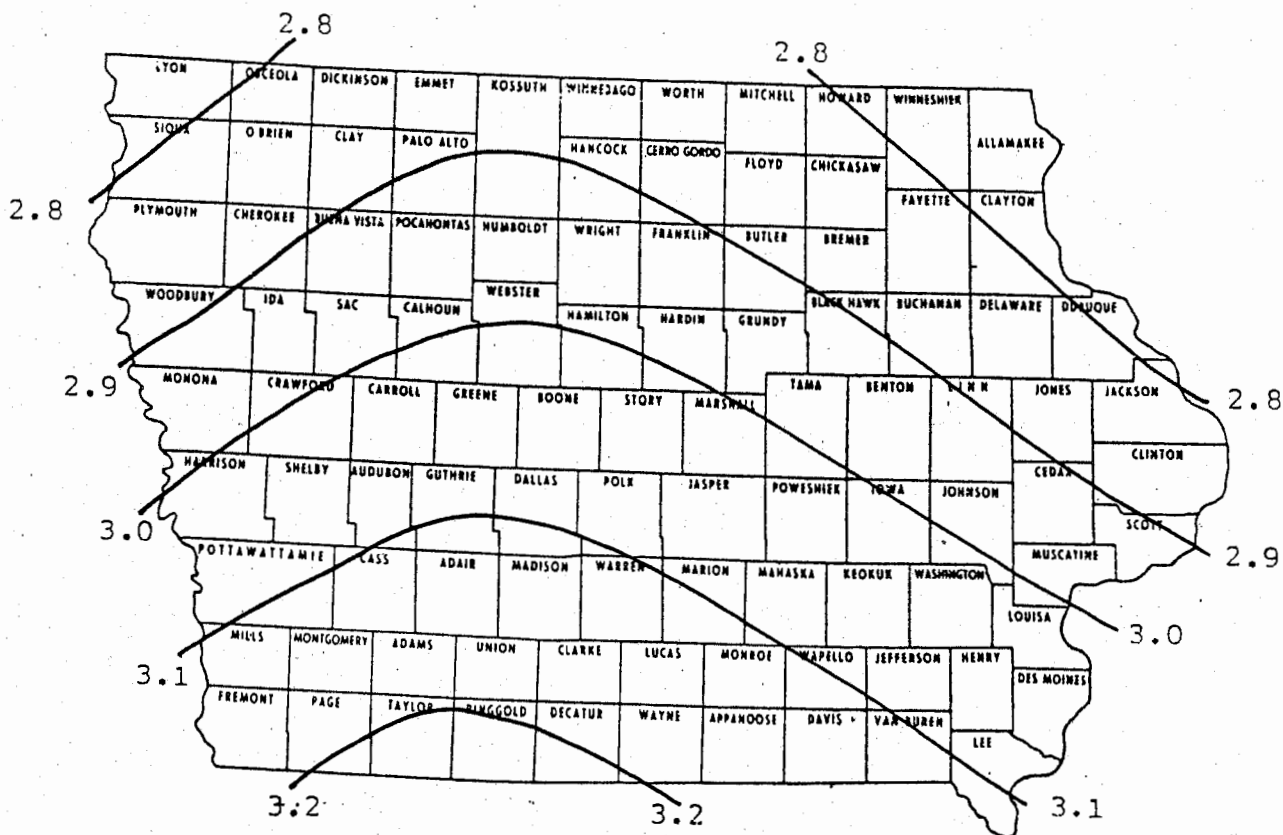 2.8
2.8
LYON OSCEOLA DICKINSON EMMET KOSSUTH WINNEBAGO WORTH MITCHELL HOWARD WINNESHIEK
ALLAMAKEE
SIOUX O BRIEN CLAY PALO ALTO HANCOCK CERRO GORDO FLOYD CHICKASAW
2.8
PLYMOUTH CHEROKEE BUENA VISTA POCAHONTAS HUMBOLDT WRIGHT FRANKLIN BUTLER BREMER FAYETTE CLAYTON
WOODBURY IDA SAC CALHOUN WEBSTER HAMILTON HARDIN GRUNDY BLACK HAWK BUCHANAN DELAWARE DUBUQUE
2.9
MONONA CRAWFORD CARROLL GREENE BOONE STORY MARSHALL TAMA BENTON LINN JONES JACKSON
2.8
CLINTON
HARRISON SHELBY AUDUBON GUTHRIE DALLAS POLK JASPER POWESHIEK IOWA JOHNSON CEDAR
3.0
SCOTT
2.9
POTTAWATTAMIE CASS ADAIR MADISON WARREN MARION MAHASKA KEOKUK WASHINGTON MUSCATINE
LOUISA
3.0
MILLS MONTGOMERY ADAMS UNION CLARKE LUCAS MONROE WAPELLO JEFFERSON HENRY
DES MOINES
3.1
FREMONT PAGE TAYLOR RINGGOLD DECATUR WAYNE APPANOOSE DAVIS VAN BUREN
LEE
3.2
3.2
3.1